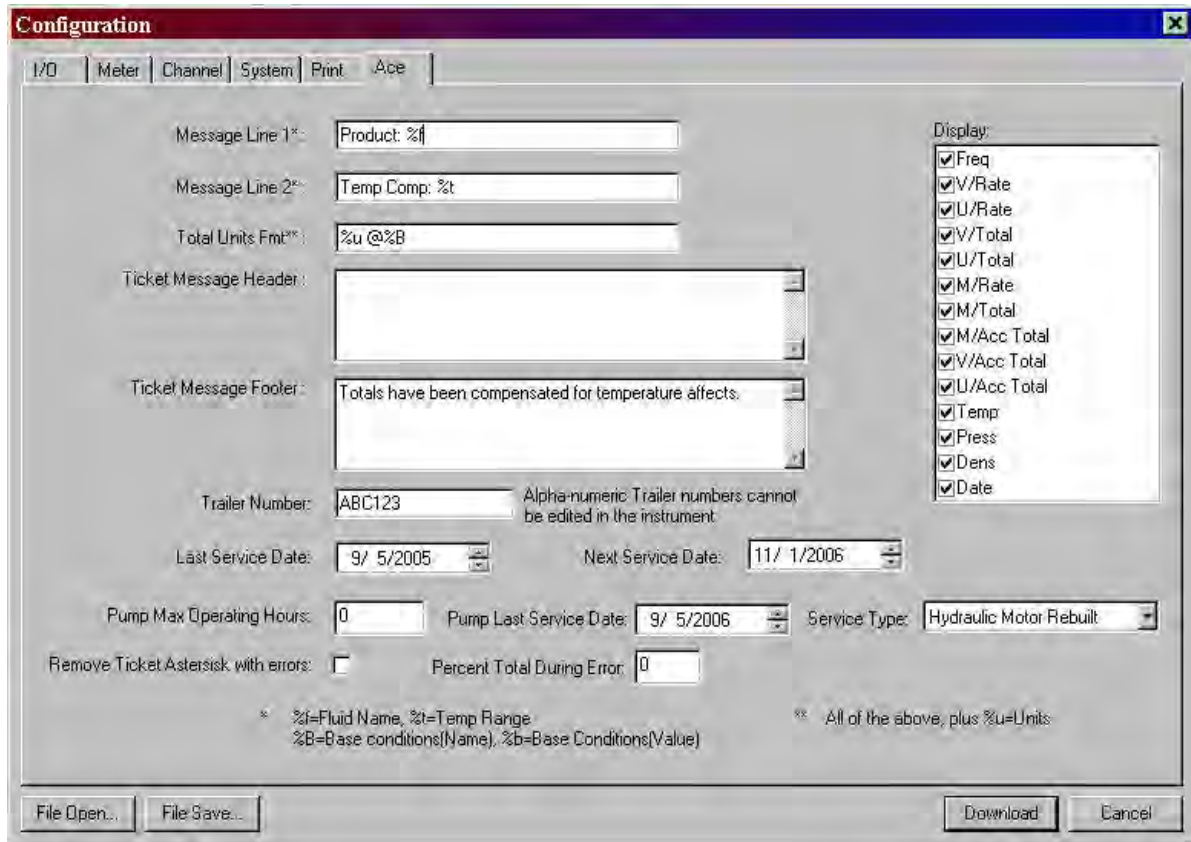 Configuration
I/O Meter Channel System Print Ace
Message Line 1*: Product: %f
Message Line 2*: Temp Comp: %t
Total Units Fmt**: %u @%B
Ticket Message Header:
Ticket Message Footer: Totals have been compensated for temperature affects.
Display:
Freq
V/Rate
U/Rate
V/Total
U/Total
M/Rate
M/Total
M/Acc Total
V/Acc Total
U/Acc Total
Temp
Press
Dens
Date
Trailer Number: ABC123 Alpha-numeric Trailer numbers cannot
be edited in the instrument
Last Service Date: 9/ 5/2005 Next Service Date: 11/ 1/2006
Pump Max Operating Hours: 0 Pump Last Service Date: 9/ 5/2006 Service Type: Hydraulic Motor Rebuilt
Remove Ticket Astersisk with errors: Percent Total During Error: 0
* %f=Fluid Name, %t=Temp Range ** All of the above, plus %u=Units
%B=Base conditions(Name), %b=Base Conditions(Value)
File Open... File Save... Download Cancel